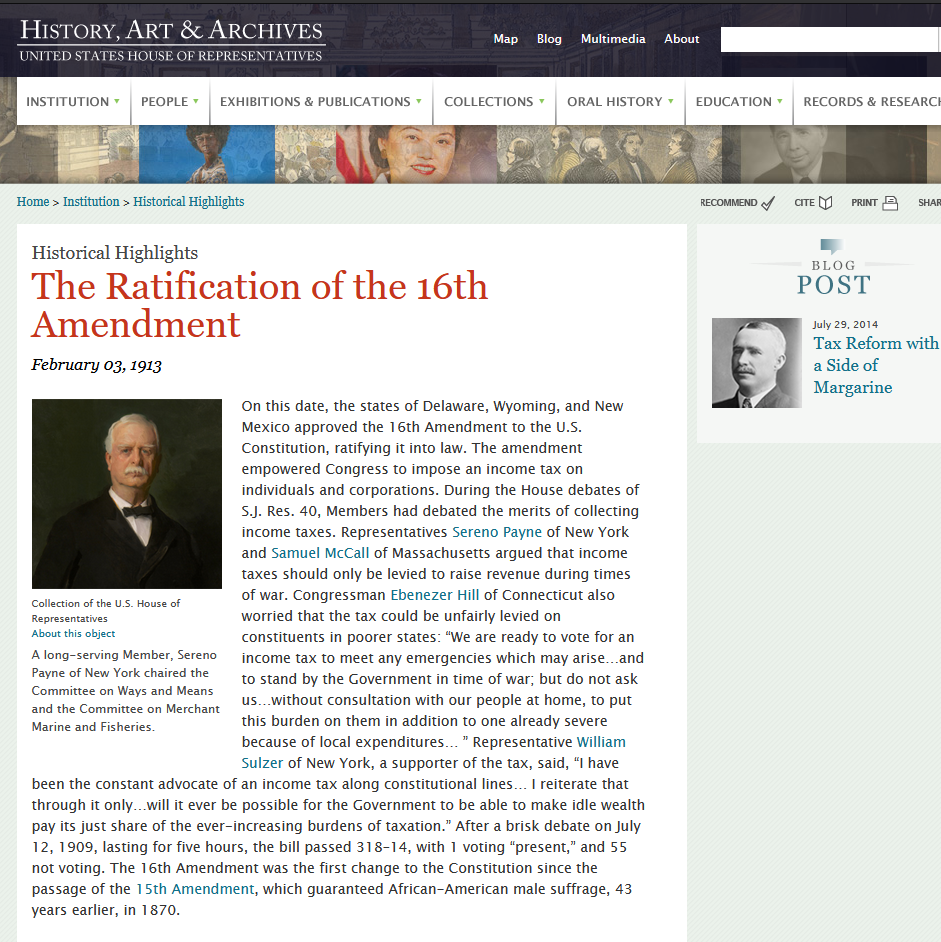 HISTORY, ART & ARCHIVES
UNITED STATES HOUSE OF REPRESENTATIVES
Map Blog Multimedia About
INSTITUTION PEOPLE EXHIBITIONS & PUBLICATIONS COLLECTIONS ORAL HISTORY EDUCATION RECORDS &
Home > Institution > Historical Highlights
RECOMMEND CITE PRINT
Historical Highlights
The Ratification of the 16th
Amendment
February 03, 1913
Collection of the U.S. House of
Representatives
About this object
A long-serving Member, Sereno
Payne of New York chaired the
Committee on Ways and Means
and the Committee on Merchant
Marine and Fisheries.
On this date, the states of Delaware, Wyoming, and New
Mexico approved the 16th Amendment to the U.S.
Constitution, ratifying it into law. The amendment
empowered Congress to impose an income tax on
individuals and corporations. During the House debates of
S.J. Res. 40, Members had debated the merits of collecting
income taxes. Representatives Sereno Payne of New York
and Samuel McCall of Massachusetts argued that income
taxes should only be levied to raise revenue during times
of war. Congressman Ebenezer Hill of Connecticut also
worried that the tax could be unfairly levied on
constituents in poorer states: “We are ready to vote for an
income tax to meet any emergencies which may arise…and
to stand by the Government in time of war; but do not ask
us…without consultation with our people at home, to put
this burden on them in addition to one already severe
because of local expenditures… ” Representative William
Sulzer of New York, a supporter of the tax, said, “I have
been the constant advocate of an income tax along constitutional lines… I reiterate that
through it only…will it ever be possible for the Government to be able to make idle wealth
pay its just share of the ever-increasing burdens of taxation.” After a brisk debate on July
12, 1909, lasting for five hours, the bill passed 318-14, with 1 voting “present,” and 55
not voting. The 16th Amendment was the first change to the Constitution since the
passage of the 15th Amendment, which guaranteed African-American male suffrage, 43
years earlier, in 1870.
BLOG
POST
July 29, 2014
Tax Reform with
a Side of
Margarine